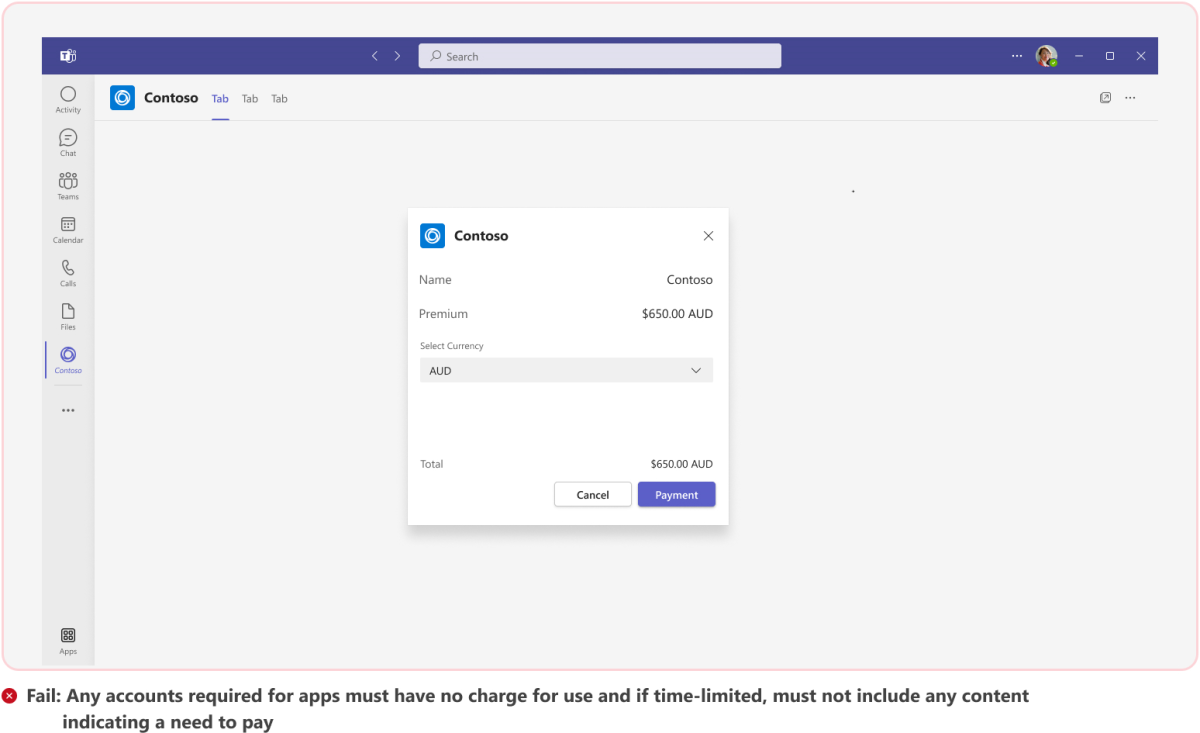 Search
Contoso Tab Tab Tab
Activity
Chat
Teams
Calendar
Calls
Files
Contoso
Apps
Contoso
Name Contoso
Premium $650.00 AUD
Select Currency
AUD
Total $650.00 AUD
Cancel Payment
Fail: Any accounts required for apps must have no charge for use and if time-limited, must not include any content
indicating a need to pay